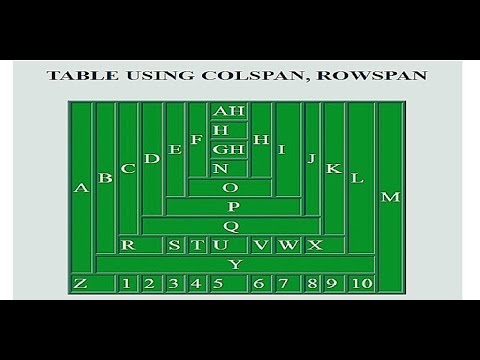 TABLE USING COLSPAN, ROWSPAN
A B C D E F AH H I J K L M
H
GH
N
O
P
Q
R S T U V W X
Y
Z 1 2 3 4 5 6 7 8 9 10